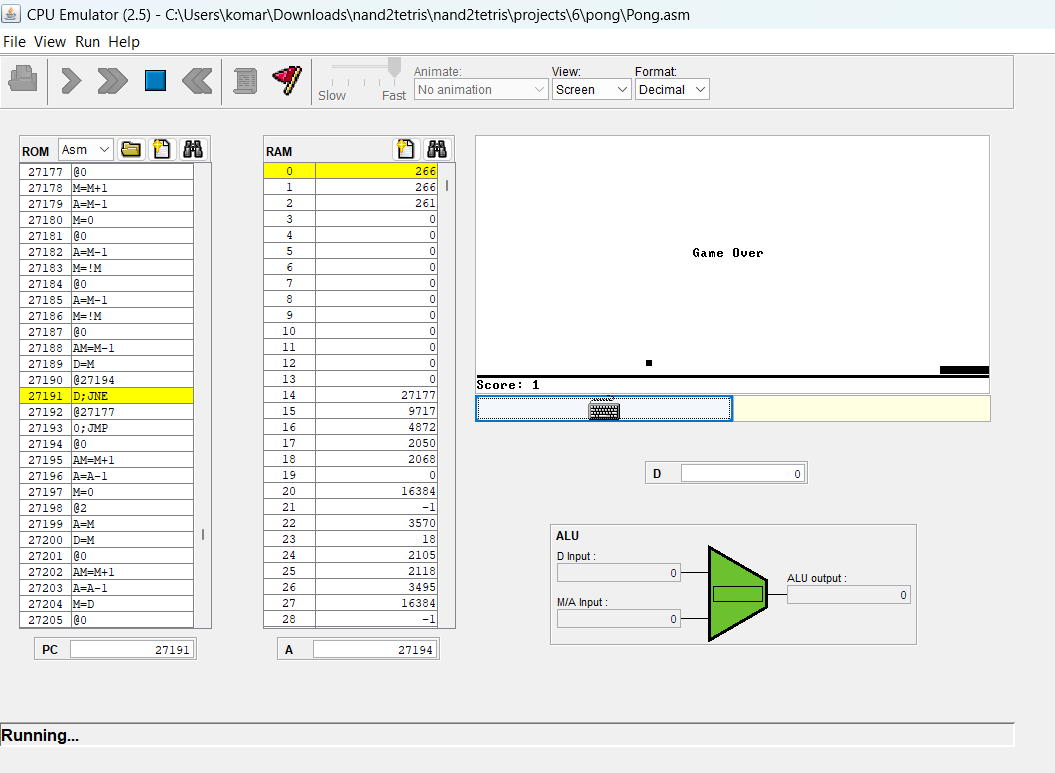 CPU Emulator (2.5) - C:\Users\komar\Downloads\nand2tetris\nand2tetris\projects\6\pong\Pong.asm
File View Run Help
Slow Fast
Animate:
No animation
View:
Screen
Format:
Decimal
ROM Asm
27177 @0
27178 M=M+1
27179 A=M-1
27180 M=0
27181 @0
27182 A=M-1
27183 M=!M
27184 @0
27185 A=M-1
27186 M=!M
27187 @0
27188 AM=M-1
27189 D=M
27190 @27194
27191 D;JNE
27192 @27177
27193 0;JMP
27194 @0
27195 AM=M+1
27196 A=A-1
27197 M=0
27198 @2
27199 A=M
27200 D=M
27201 @0
27202 AM=M+1
27203 A=A-1
27204 M=D
27205 @0
PC 27191
RAM
0 266
1 266
2 261
3 0
4 0
5 0
6 0
7 0
8 0
9 0
10 0
11 0
12 0
13 0
14 27177
15 9717
16 4872
17 2050
18 2068
19 0
20 16384
21 -1
22 3570
23 18
24 2105
25 2118
26 3495
27 16384
28 -1
A 27194
Game Over
Score: 1
D 0
ALU
D Input :
0
M/A Input :
0
ALU output :
0
Running...